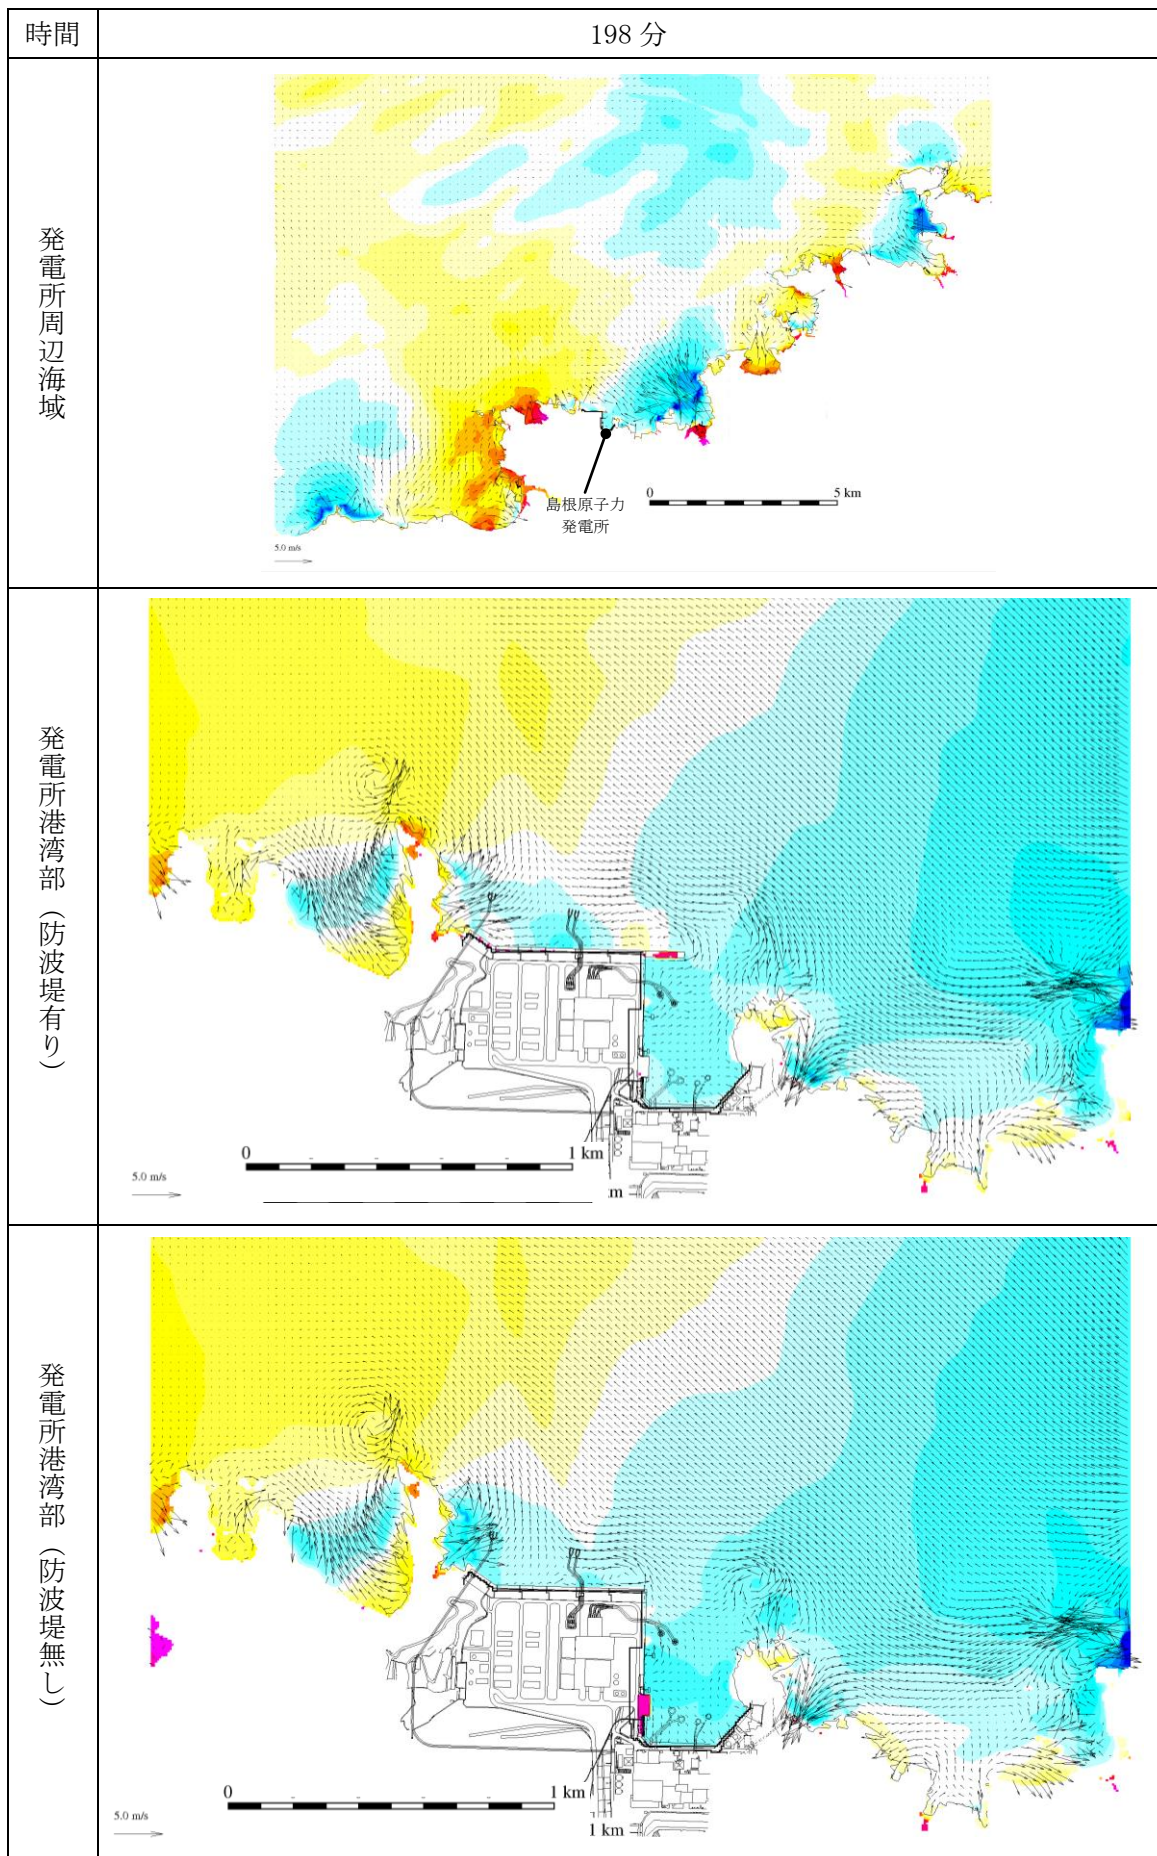 時間
198 分
発電所周辺海域
島根原子力
発電所
0
5 km
5.0 m/s
発電所港湾部（防波堤有り）
0
1 km
5.0 m/s
.m
発電所港湾部（防波堤無し）
0
1 km
5.0 m/s
1 km